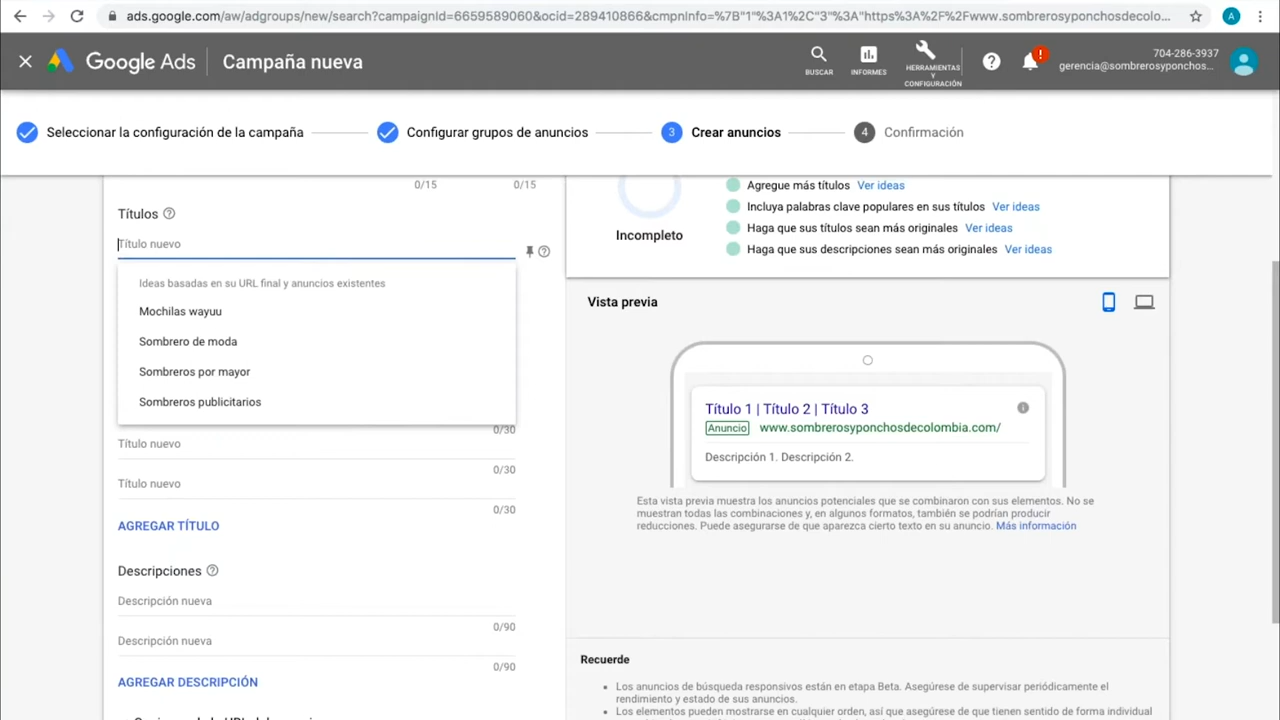 ads.google.com/aw/adgroups/new/search?campaignId=6659589060&ocid=289410866&cmpnInfo=%7B"1"%3A1%2C"3"%3A"https%3A%2F%2Fwww.sombrerosyponchosdecolo...
A
Google Ads
Campaña nueva
BUSCAR
INFORMES
HERRAMIENTAS
Y
CONFIGURACIÓN
704-286-3937
gerencia@sombrerosyponchos...
Seleccionar la configuración de la campaña
Configurar grupos de anuncios
3 Crear anuncios
4 Confirmación
0/15 0/15
Títulos
Título nuevo
Ideas basadas en su URL final y anuncios existentes
Mochilas wayuu
Sombrero de moda
Sombreros por mayor
Sombreros publicitarios
0/30
Título nuevo
0/30
Título nuevo
0/30
AGREGAR TÍTULO
Descripciones
Descripción nueva
0/90
Descripción nueva
0/90
AGREGAR DESCRIPCIÓN
Incompleto
Agregue más títulos Ver ideas
Incluya palabras clave populares en sus títulos Ver ideas
Haga que sus títulos sean más originales Ver ideas
Haga que sus descripciones sean más originales Ver ideas
Vista previa
Título 1 | Título 2 | Título 3
Anuncio www.sombrerosyponchosdecolombia.com/
Descripción 1. Descripción 2.
Esta vista previa muestra los anuncios potenciales que se combinaron con sus elementos. No se
muestran todas las combinaciones y, en algunos formatos, también se podrían producir
reducciones. Puede asegurarse de que aparezca cierto texto en su anuncio. Más información
Recuerde
Los anuncios de búsqueda responsivos están en etapa Beta. Asegúrese de supervisar periódicamente el
rendimiento y estado de sus anuncios.
Los elementos pueden mostrarse en cualquier orden, así que asegúrese de que tienen sentido de forma individual